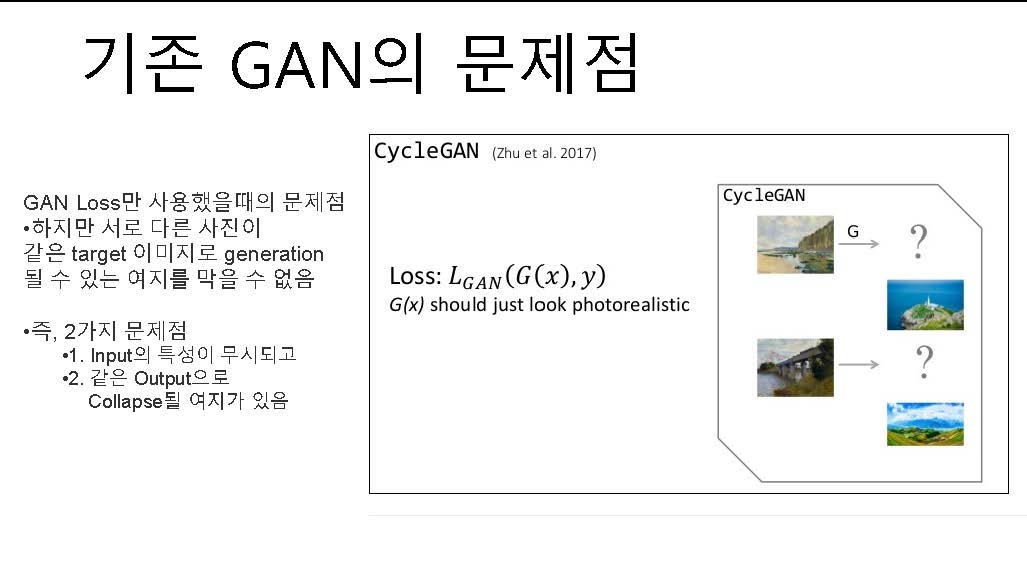 기존 GAN의 문제점
GAN Loss만 사용했을때의 문제점
•하지만 서로 다른 사진이
같은 target 이미지로 generation
될 수 있는 여지를 막을 수 없음
•즉, 2가지 문제점
•1. Input의 특성이 무시되고
•2. 같은 Output으로
Collapse될 여지가 있음
CycleGAN (Zhu et al. 2017)
Loss: L_{GAN}(G(x), y)
G(x) should just look photorealistic
CycleGAN
G
?
?